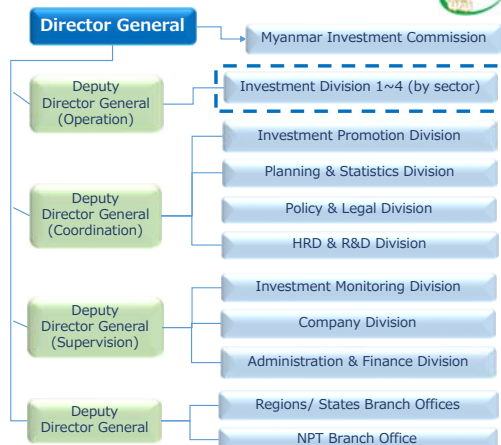 Director General
Myanmar Investment Commission
Deputy
Director General
(Operation)
Investment Division 1~4 (by sector)
Deputy
Director General
(Coordination)
Investment Promotion Division
Planning & Statistics Division
Policy & Legal Division
HRD & R&D Division
Deputy
Director General
(Supervision)
Investment Monitoring Division
Company Division
Administration & Finance Division
Deputy
Director General
Regions/ States Branch Offices
NPT Branch Office